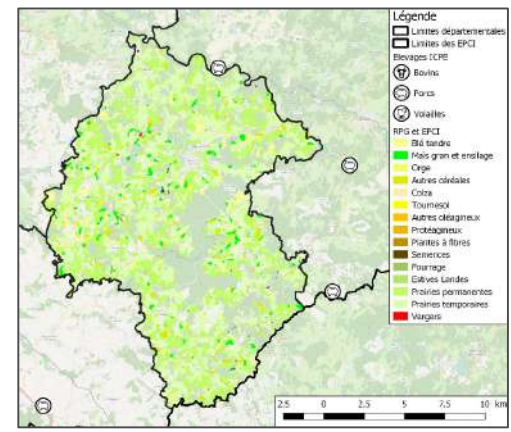 Légende
Limites départementales
Limites des EPCI
Elevages ICPE
Bovins
Porcs
Volailles
RPG et EPCI
Blé tendre
Maïs grain et ensilage
Orge
Autres céréales
Colza
Tournesol
Autres oléagineux
Protéagineux
Plantes à fibres
Semences
Fourrage
Estives Landes
Prairies permanentes
Prairies temporaires
Vergers
2.5 0 2.5 5 7.5 10 km